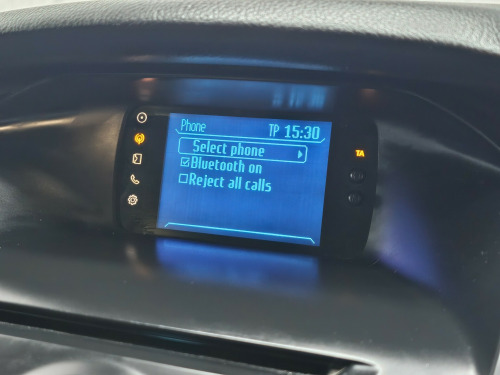 Phone TP 15:30
Select phone
Bluetooth on
Reject all calls
TA